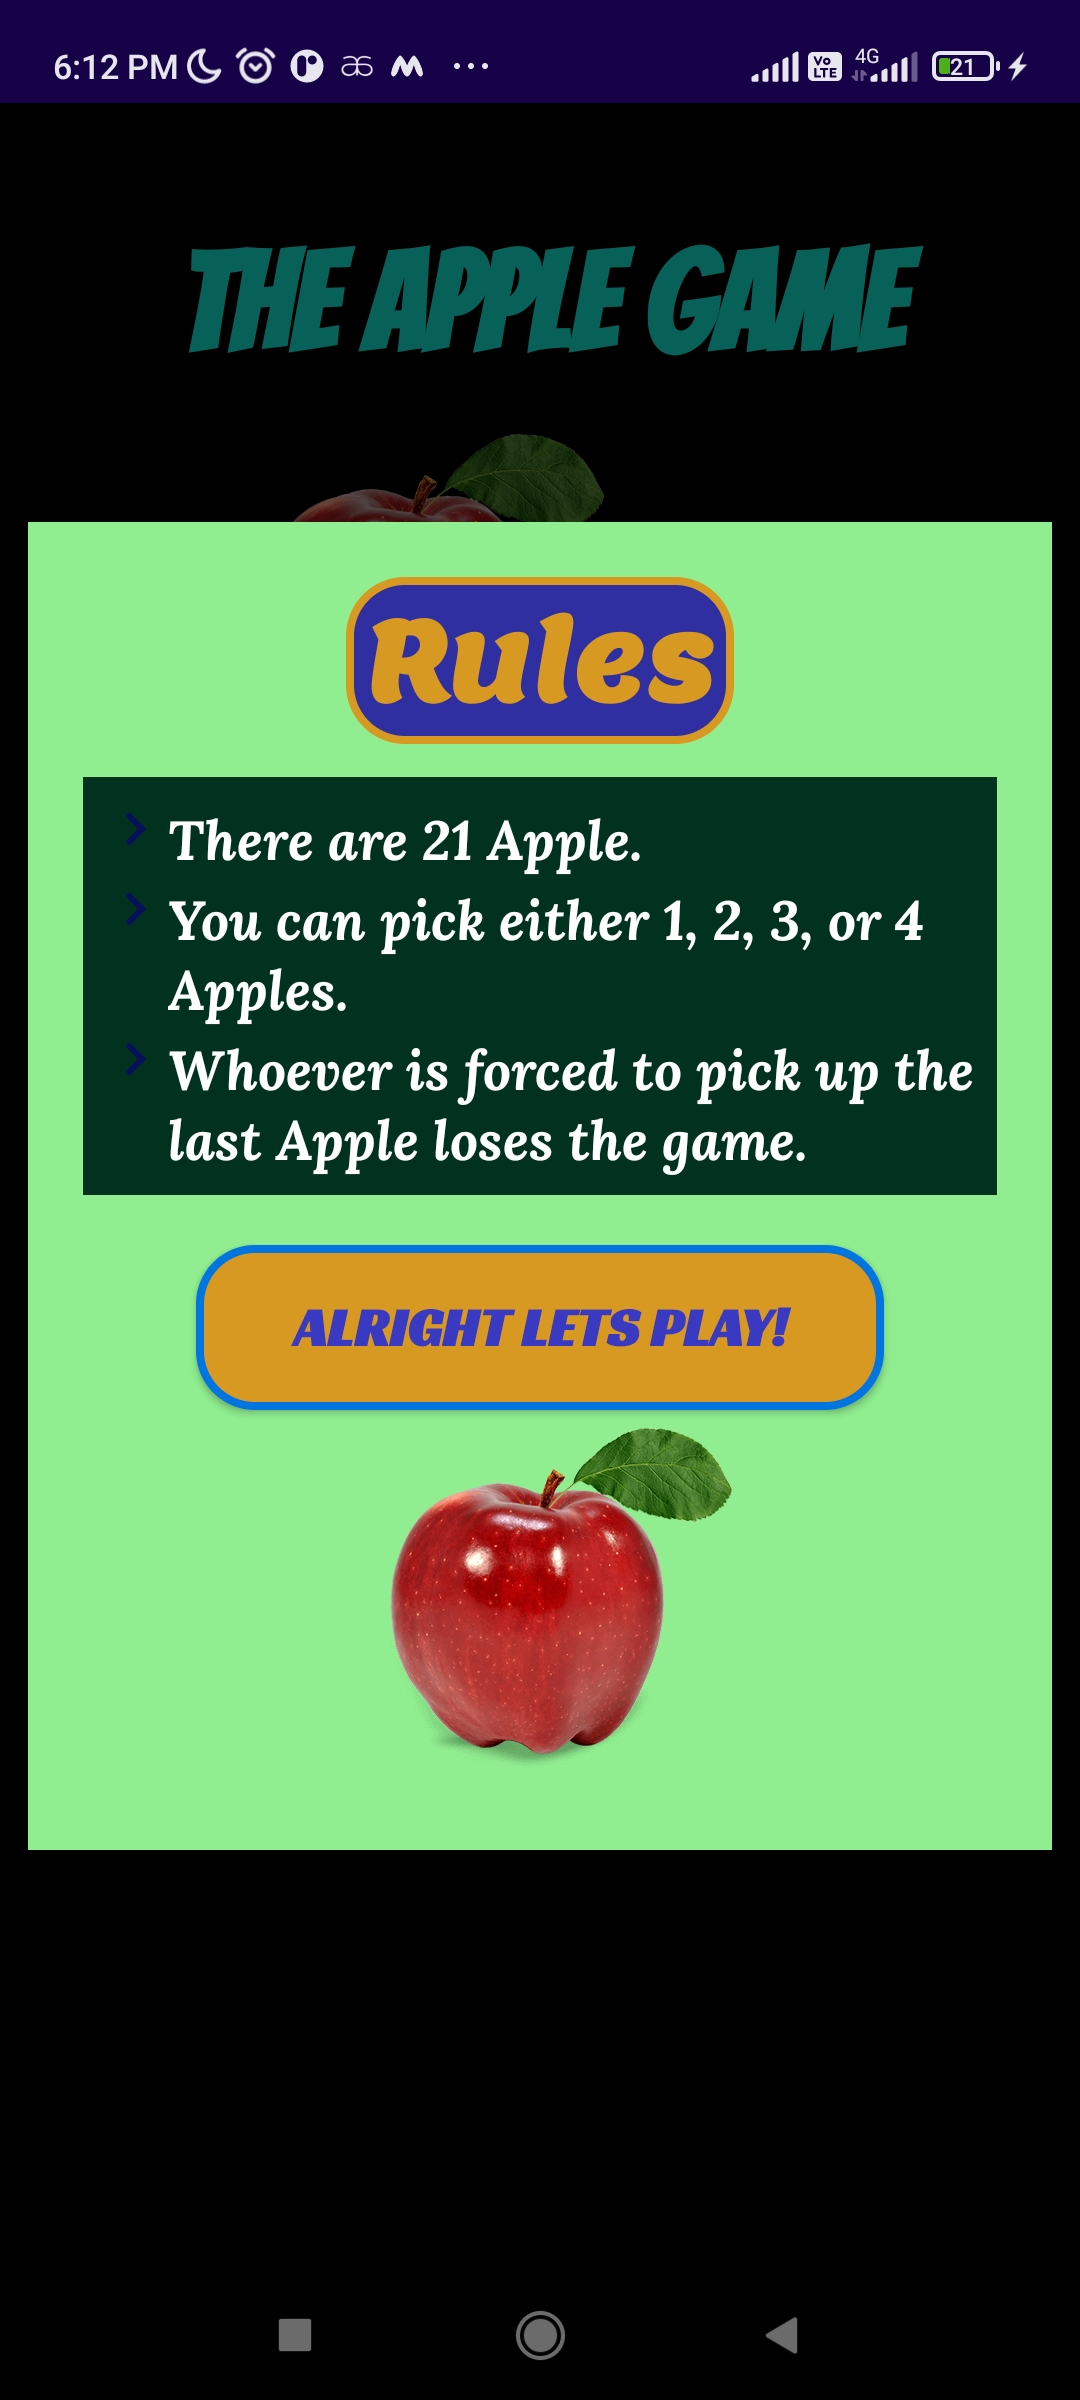 6:12 PM
Vo LTE 4G 21
THE APPLE GAME
Rules
There are 21 Apple.
You can pick either 1, 2, 3, or 4
Apples.
Whoever is forced to pick up the
last Apple loses the game.
ALRIGHT LETS PLAY!